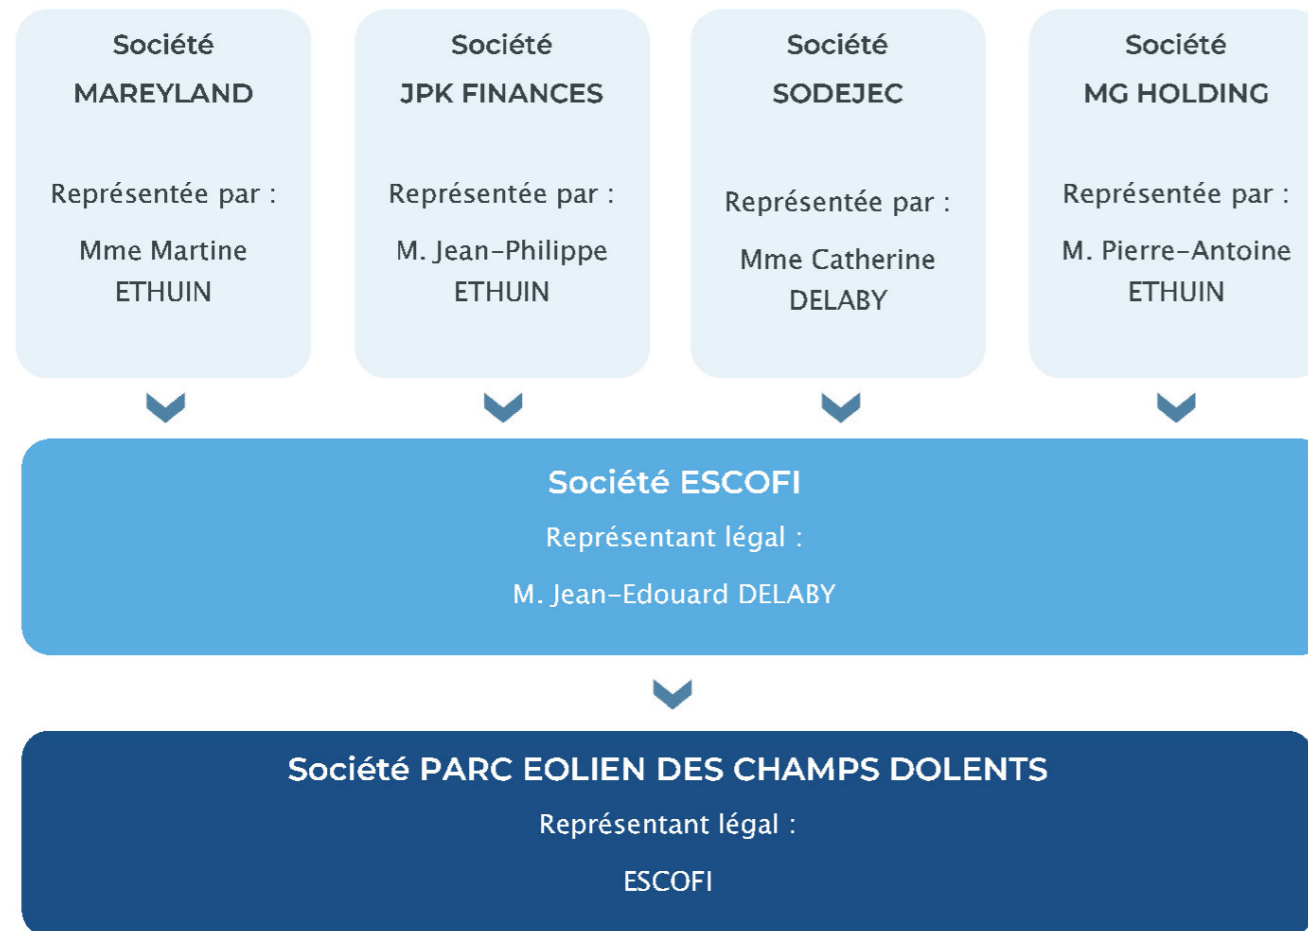 Société
MAREYLAND
Représentée par :
Mme Martine
ETHUIN
Société
JPK FINANCES
Représentée par :
M. Jean-Philippe
ETHUIN
Société
SODEJEC
Représentée par :
Mme Catherine
DELABY
Société
MG HOLDING
Représentée par :
M. Pierre-Antoine
ETHUIN
Société ESCOFI
Représentant légal :
M. Jean-Edouard DELABY
Société PARC EOLIEN DES CHAMPS DOLENTS
Représentant légal :
ESCOFI